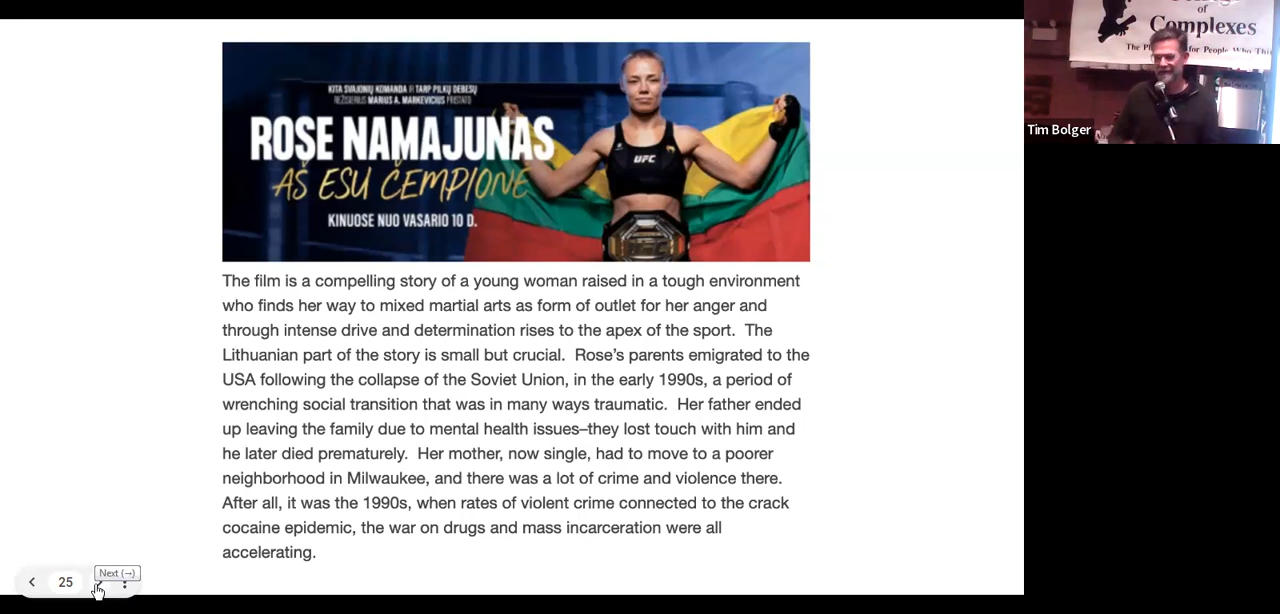 KITA SVAJONIŲ KOMANDA IR TARP PILKŲ DEBESŲ
REŽISIERIUS MARIUS A. MARKEVICIUS PRISTATO
ROSE NAMAJUNAS
AŠ ESU ČEMPIONĖ
KINUOSE NUO VASARIO 10 D.
UFC
UFC
The film is a compelling story of a young woman raised in a tough environment
who finds her way to mixed martial arts as form of outlet for her anger and
through intense drive and determination rises to the apex of the sport.  The
Lithuanian part of the story is small but crucial.  Rose’s parents emigrated to the
USA following the collapse of the Soviet Union, in the early 1990s, a period of
wrenching social transition that was in many ways traumatic.  Her father ended
up leaving the family due to mental health issues–they lost touch with him and
he later died prematurely.  Her mother, now single, had to move to a poorer
neighborhood in Milwaukee, and there was a lot of crime and violence there.
After all, it was the 1990s, when rates of violent crime connected to the crack
cocaine epidemic, the war on drugs and mass incarceration were all
accelerating.
25
Next (→)
of
Complexes
The for People Who
Tim Bolger